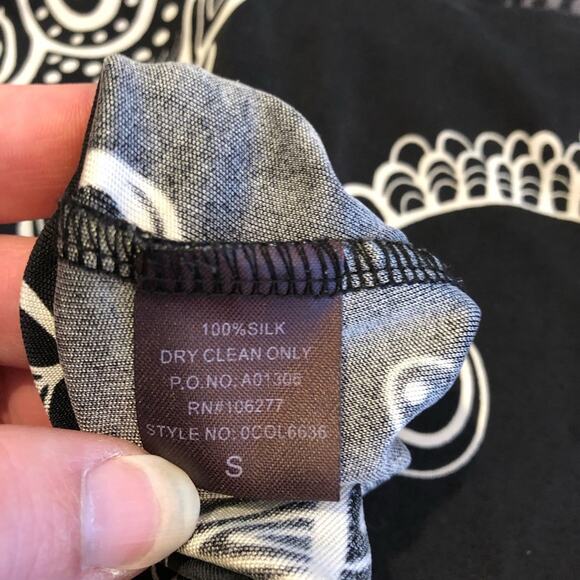 100%SILK
DRY CLEAN ONLY
P.O.NO: A01306
RN#106277
STYLE NO: 0COL6636
S